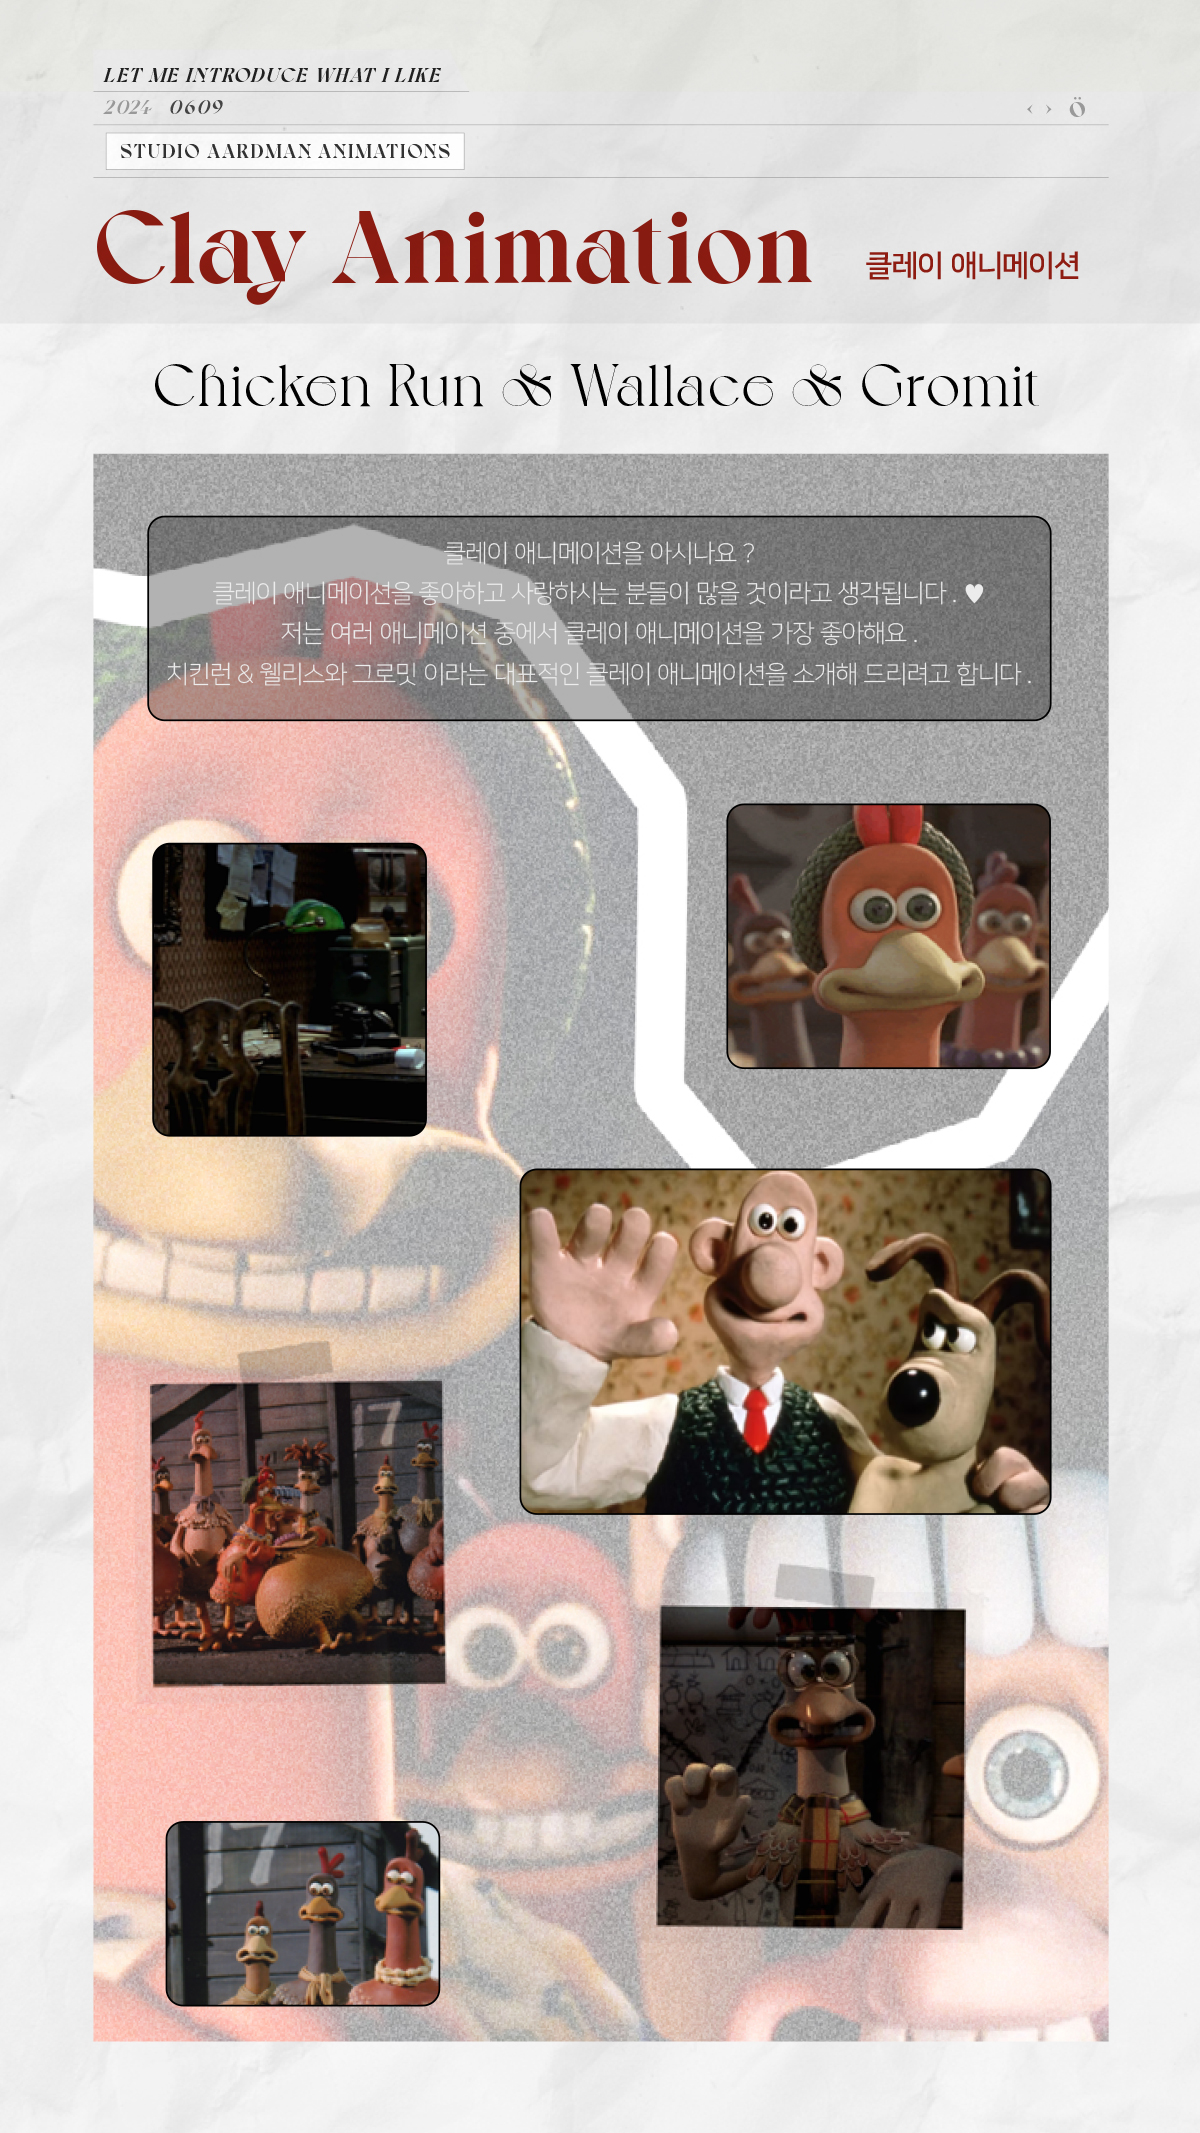 LET ME INTRODUCE WHAT I LIKE
2024 0609
‹ › Ö
STUDIO AARDMAN ANIMATIONS
Clay Animation 클레이 애니메이션
Chicken Run & Wallace & Gromit
클레이 애니메이션을 아시나요 ?
클레이 애니메이션을 좋아하고 사랑하시는 분들이 많을 것이라고 생각됩니다 . ♥
저는 여러 애니메이션 중에서 클레이 애니메이션을 가장 좋아해요 .
치킨런 & 웰리스와 그로밋 이라는 대표적인 클레이 애니메이션을 소개해 드리려고 합니다 .
17
17